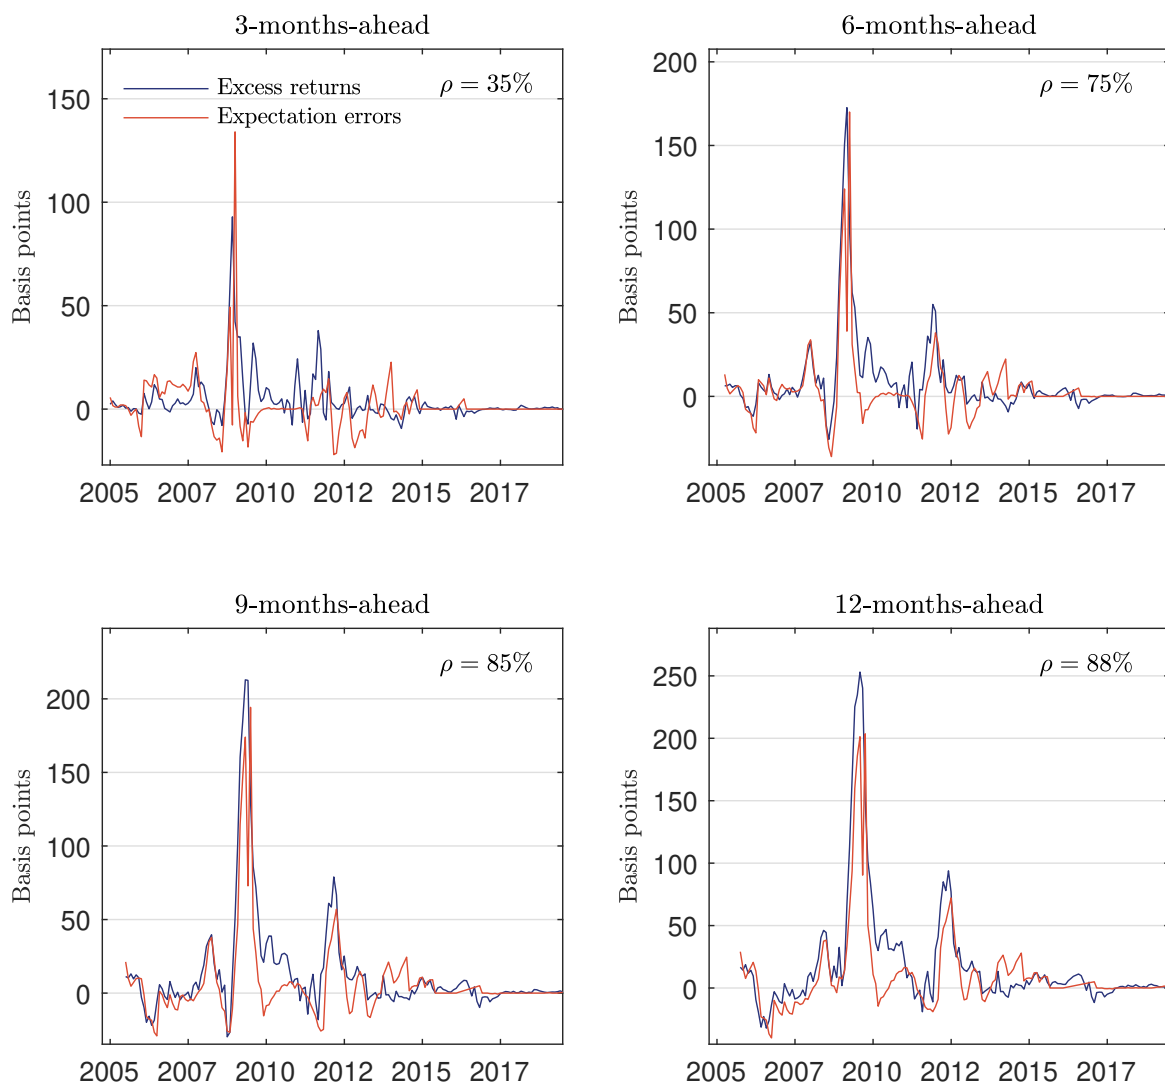 3-months-ahead
Excess returns
Expectation errors
ρ = 35%
Basis points
150
100
50
0
2005 2007 2010 2012 2015 2017
6-months-ahead
ρ = 75%
Basis points
200
150
100
50
0
2005 2007 2010 2012 2015 2017
9-months-ahead
ρ = 85%
Basis points
200
150
100
50
0
2005 2007 2010 2012 2015 2017
12-months-ahead
ρ = 88%
Basis points
250
200
150
100
50
0
2005 2007 2010 2012 2015 2017